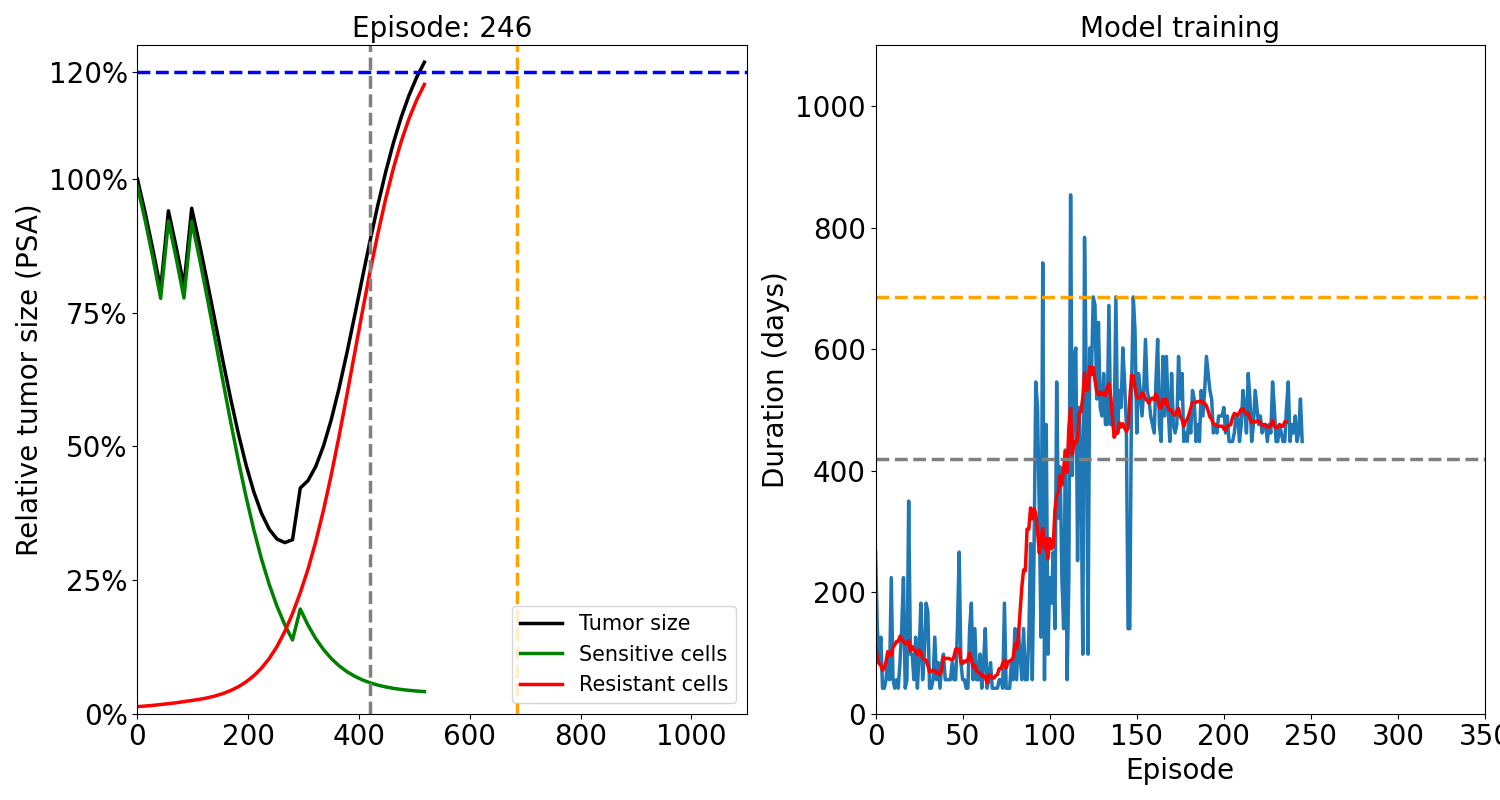 Episode: 246
Relative tumor size (PSA)
120%
100%
75%
50%
25%
0%
0 200 400 600 800 1000
Tumor size
Sensitive cells
Resistant cells
Model training
Duration (days)
1000
800
600
400
200
0
0 50 100 150 200 250 300 350
Episode